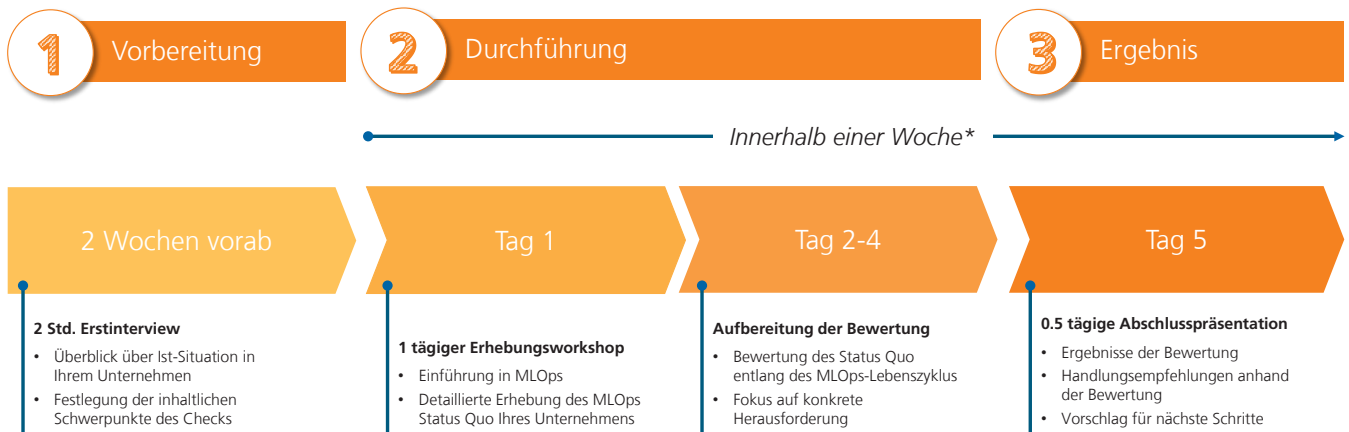 1 Vorbereitung
2 Durchführung
3 Ergebnis
Innerhalb einer Woche*
2 Wochen vorab
Tag 1
Tag 2-4
Tag 5
2 Std. Erstinterview
• Überblick über Ist-Situation in
Ihrem Unternehmen
• Festlegung der inhaltlichen
Schwerpunkte des Checks
1 tägiger Erhebungsworkshop
• Einführung in MLOps
• Detaillierte Erhebung des MLOps
Status Quo Ihres Unternehmens
Aufbereitung der Bewertung
• Bewertung des Status Quo
entlang des MLOps-Lebenszyklus
• Fokus auf konkrete
Herausforderung
0.5 tägige Abschlusspräsentation
• Ergebnisse der Bewertung
• Handlungsempfehlungen anhand
der Bewertung
• Vorschlag für nächste Schritte